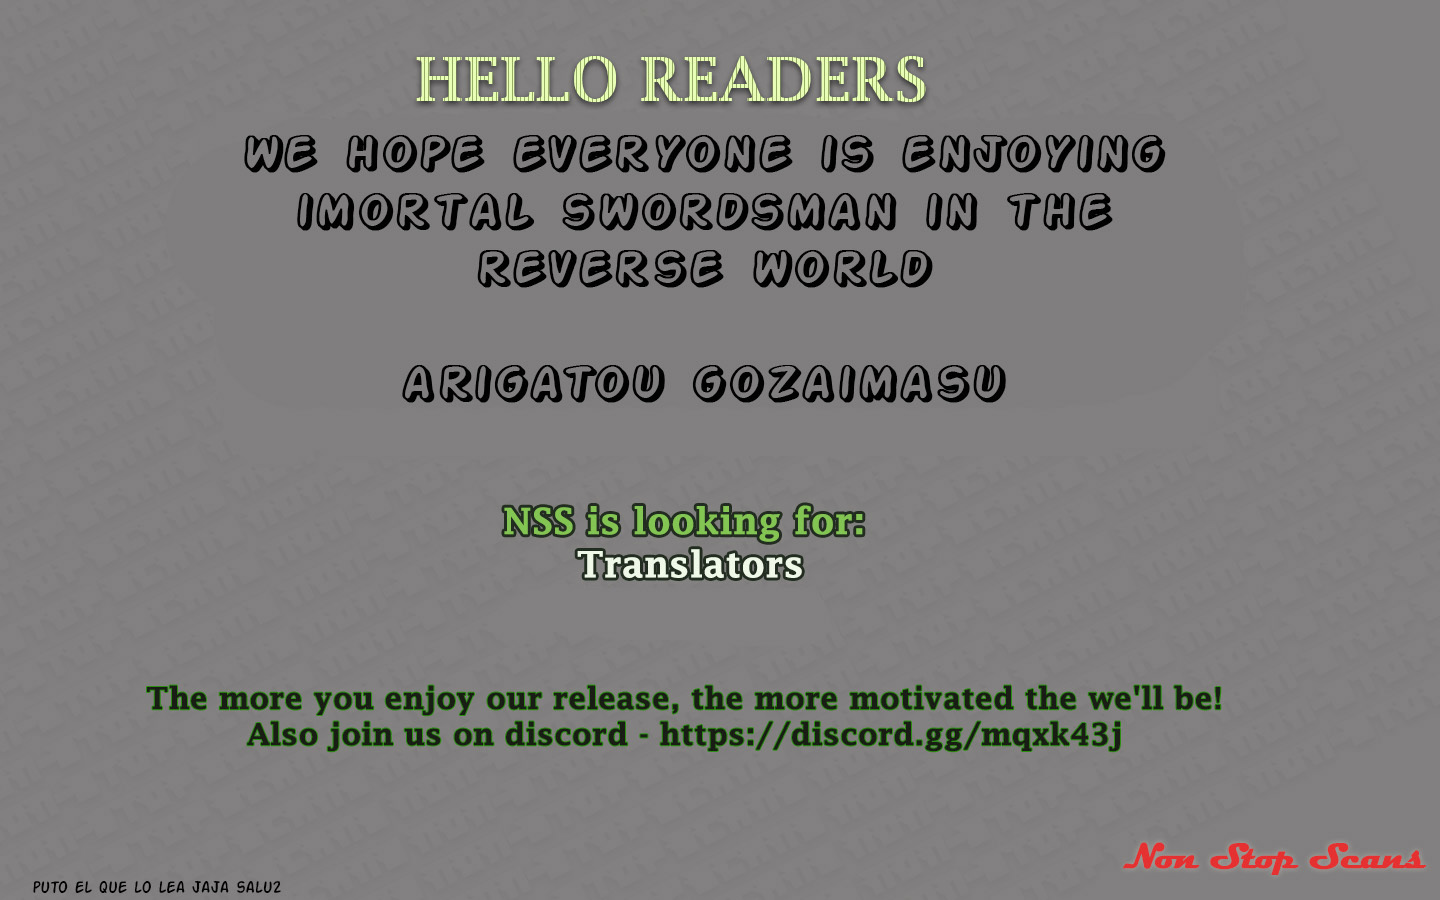 HELLO READERS
WE HOPE EVERYONE IS ENJOYING
IMORTAL SWORDSMAN IN THE
REVERSE WORLD
ARIGATOU GOZAIMASU
NSS is looking for:
Translators
The more you enjoy our release, the more motivated the we'll be!
Also join us on discord - https://discord.gg/mqxk43j
Non Stop Scans
PUTO EL QUE LO LEA JAJA SALU2